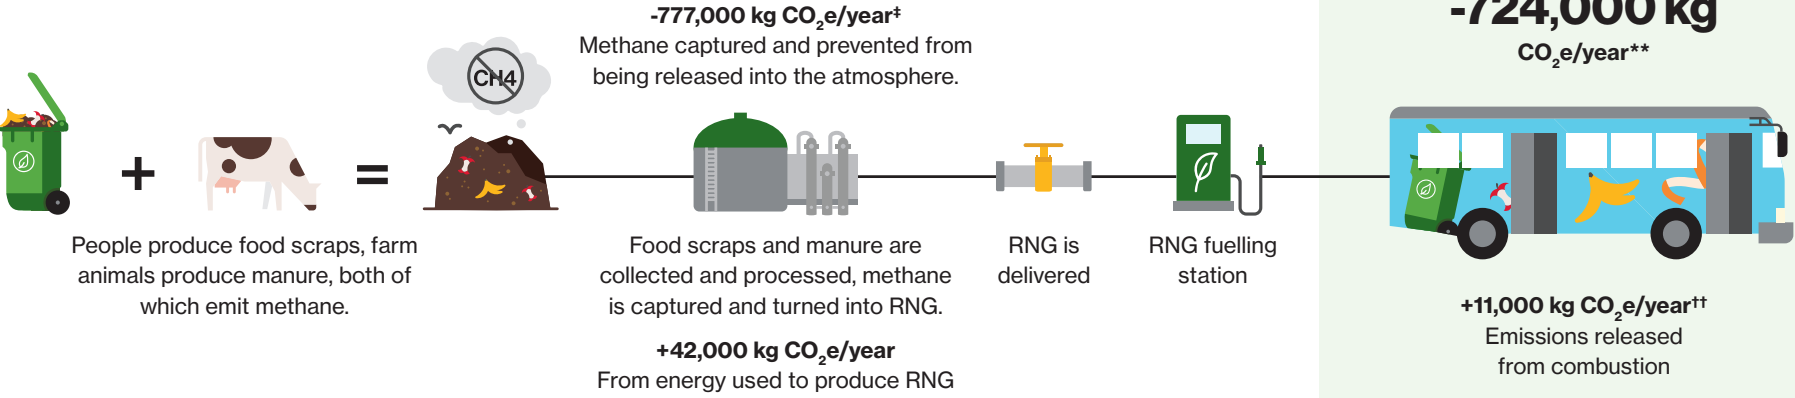 -777,000 kg CO₂e/year‡
Methane captured and prevented from
being released into the atmosphere.
CH4
People produce food scraps, farm
animals produce manure, both of
which emit methane.
Food scraps and manure are
collected and processed, methane
is captured and turned into RNG.
+42,000 kg CO₂e/year
From energy used to produce RNG
RNG is
delivered
RNG fuelling
station
-724,000 kg
CO₂e/year**
+11,000 kg CO₂e/year††
Emissions released
from combustion